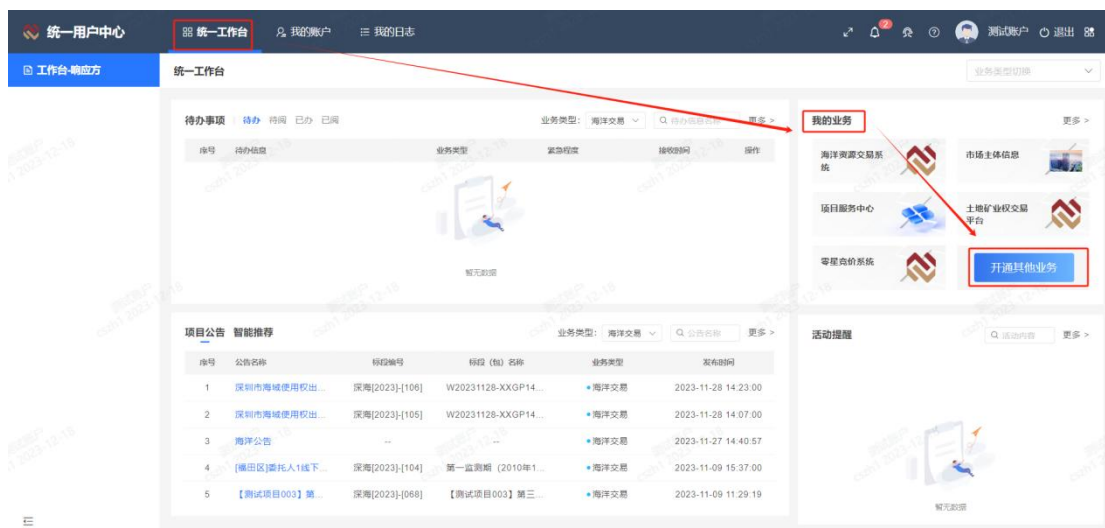 统一用户中心
统一工作台
我的账户
我的日志
2
测试账户
退出
工作台-响应方
统一工作台
业务类型切换
待办事项 待办 待阅 已办 已阅
业务类型: 海洋交易
待办信息名称
更多 >
序号 待办信息 业务类型 紧急程度 接收时间 操作
暂无数据
我的业务
更多 >
海洋资源交易系
统
市场主体信息
项目服务中心
土地矿业权交易
平台
零星竞价系统
开通其他业务
项目公告 智能推荐
业务类型: 海洋交易
公告名称
更多 >
序号 公告名称 标段编号 标段（包）名称 业务类型 发布时间
1 深圳市海域使用权出... 深海[2023]-[106] W20231128-XXGP14... 海洋交易 2023-11-28 14:23:00
2 深圳市海域使用权出... 深海[2023]-[105] W20231128-XXGP14... 海洋交易 2023-11-28 14:07:00
3 海洋公告 -- -- 海洋交易 2023-11-27 14:40:57
4 [福田区]委托人1线下... 深海[2023]-[104] 第一监测期（2010年1... 海洋交易 2023-11-09 15:37:00
5 【测试项目003】第... 深海[2023]-[068] 【测试项目003】第三... 海洋交易 2023-11-09 11:29:19
活动提醒
活动内容
更多 >
暂无数据